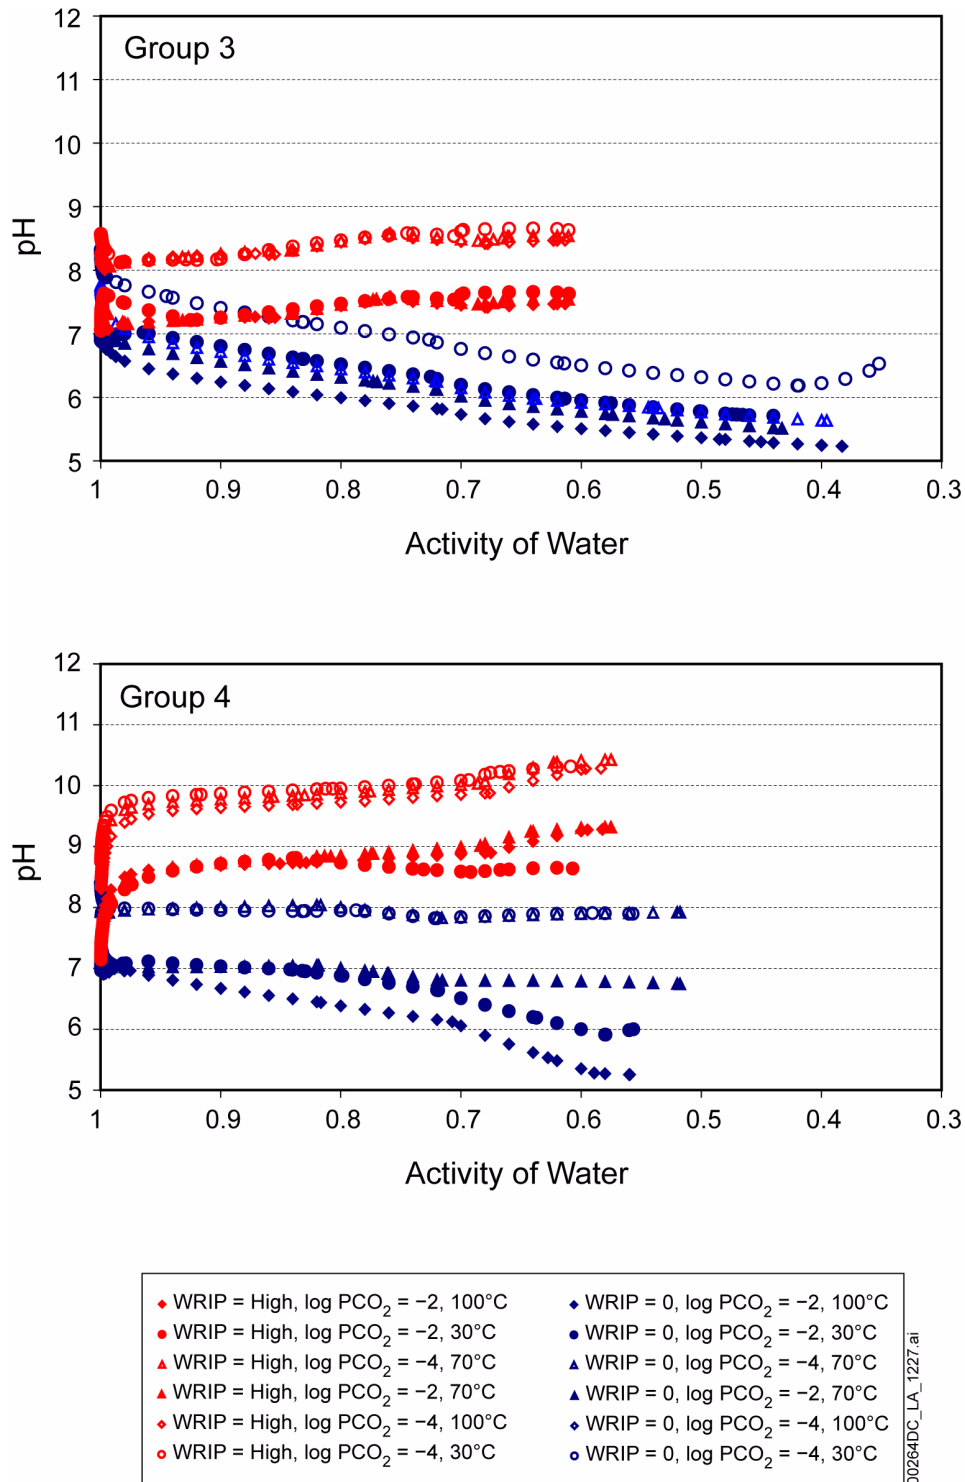 Group 3
12
11
10
9
8
7
6
5
pH
1 0.9 0.8 0.7 0.6 0.5 0.4 0.3
Activity of Water
Group 4
12
11
10
9
8
7
6
5
pH
1 0.9 0.8 0.7 0.6 0.5 0.4 0.3
Activity of Water
WRIP = High, log PCO2 = −2, 100°C
WRIP = High, log PCO2 = −2, 30°C
WRIP = High, log PCO2 = −4, 70°C
WRIP = High, log PCO2 = −2, 70°C
WRIP = High, log PCO2 = −4, 100°C
WRIP = High, log PCO2 = −4, 30°C
WRIP = 0, log PCO2 = −2, 100°C
WRIP = 0, log PCO2 = −2, 30°C
WRIP = 0, log PCO2 = −4, 70°C
WRIP = 0, log PCO2 = −2, 70°C
WRIP = 0, log PCO2 = −4, 100°C
WRIP = 0, log PCO2 = −4, 30°C
00264DC_LA_1227.ai